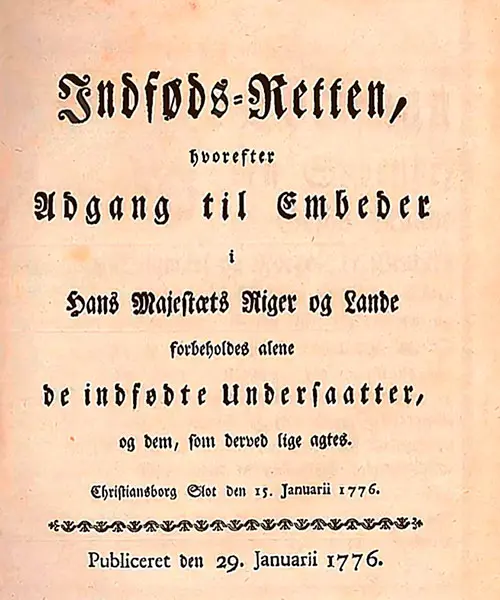 Indføds-Retten,
hvorefter
Adgang til Embeder
i
Hans Majestæts Riger og Lande
forbeholdes alene
de indfødte Undersaatter,
og dem, som derved lige agtes.
Christiansborg Slot den 15. Januarii 1776.
Publiceret den 29. Januarii 1776.